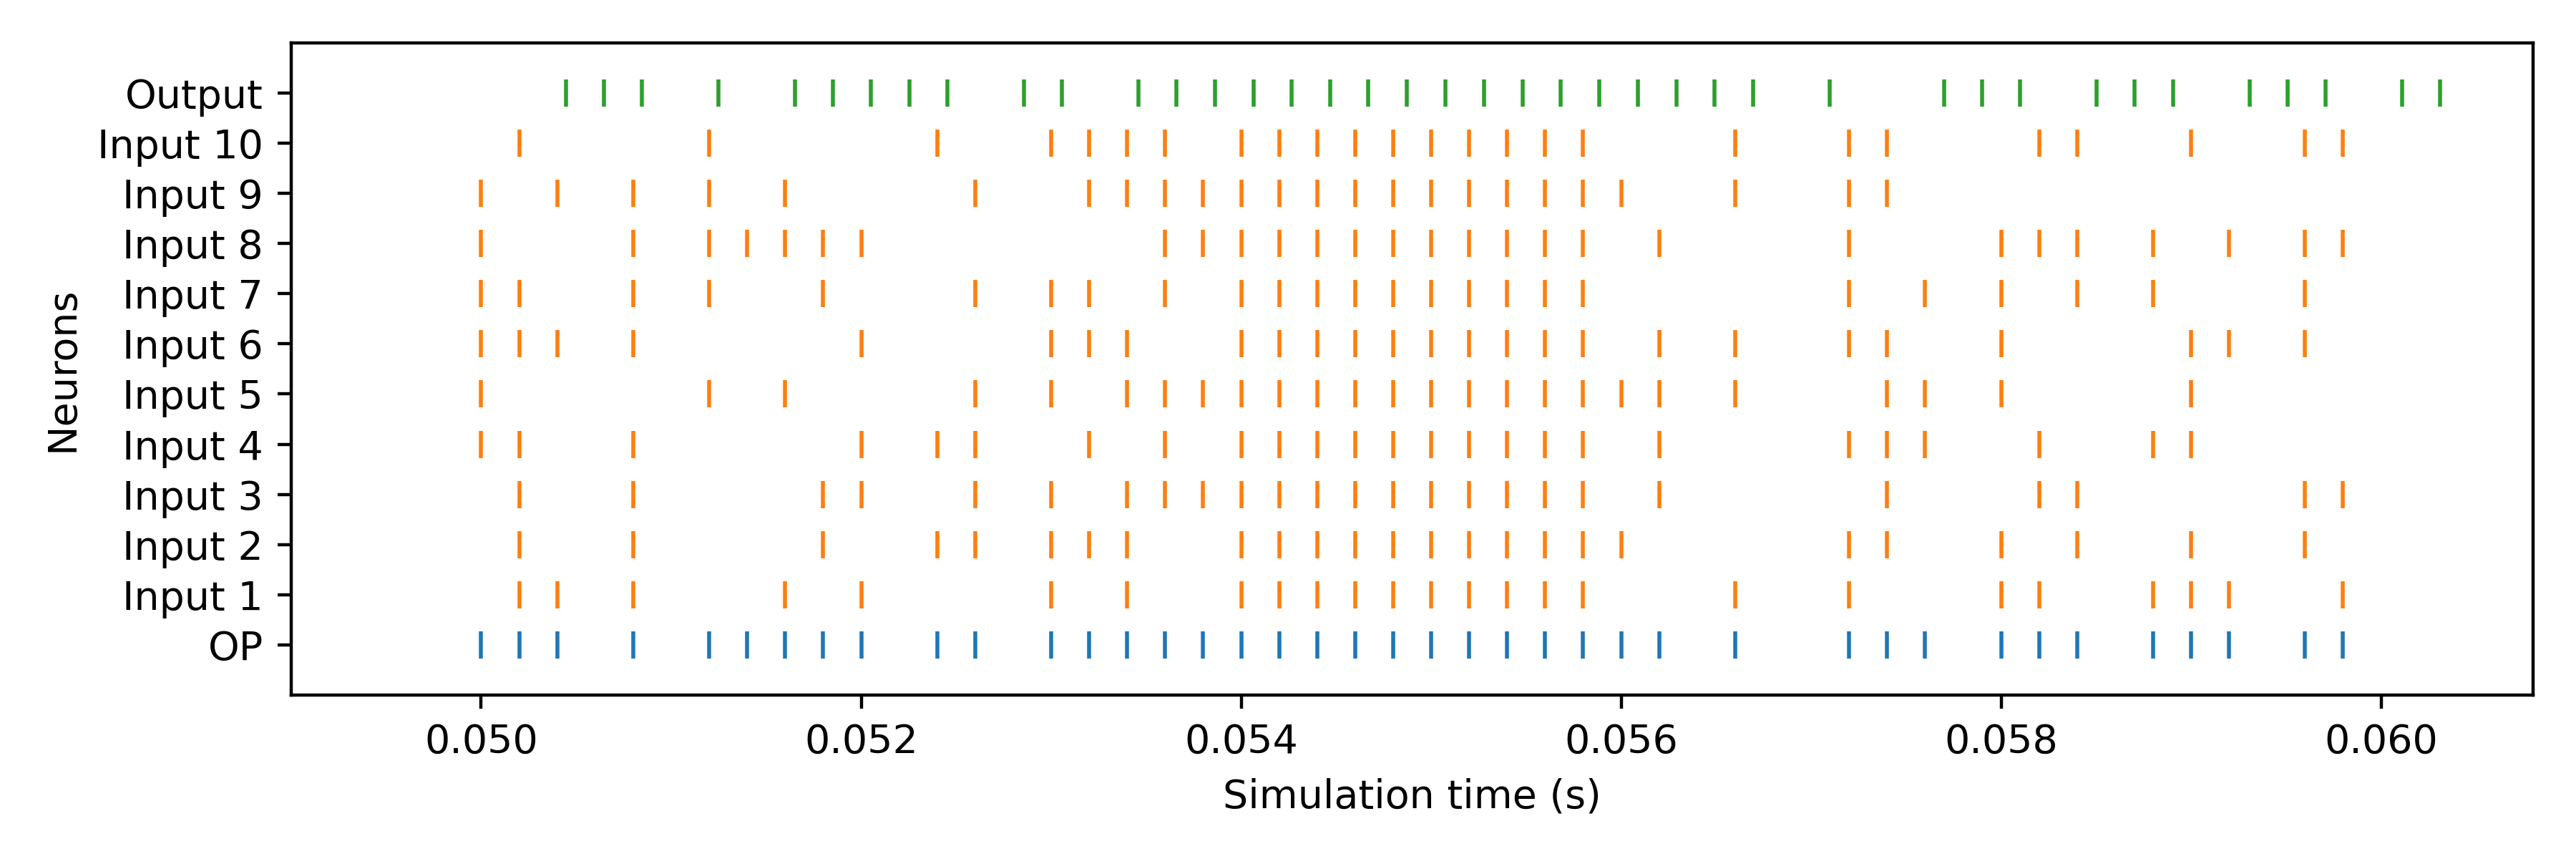 Output
Input 10
Input 9
Input 8
Input 7
Input 6
Input 5
Input 4
Input 3
Input 2
Input 1
OP
Neurons
0.050 0.052 0.054 0.056 0.058 0.060
Simulation time (s)